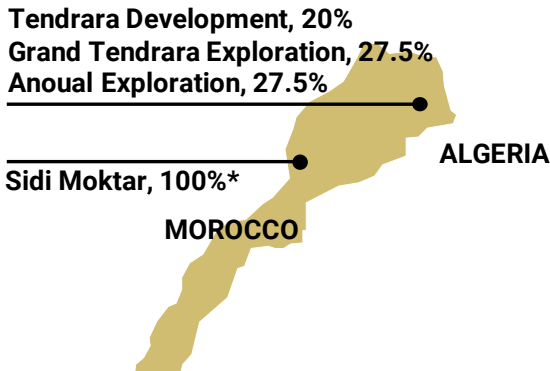 Tendrara Development, 20%
Grand Tendrara Exploration, 27.5%
Anoual Exploration, 27.5%
ALGERIA
Sidi Moktar, 100%*
MOROCCO